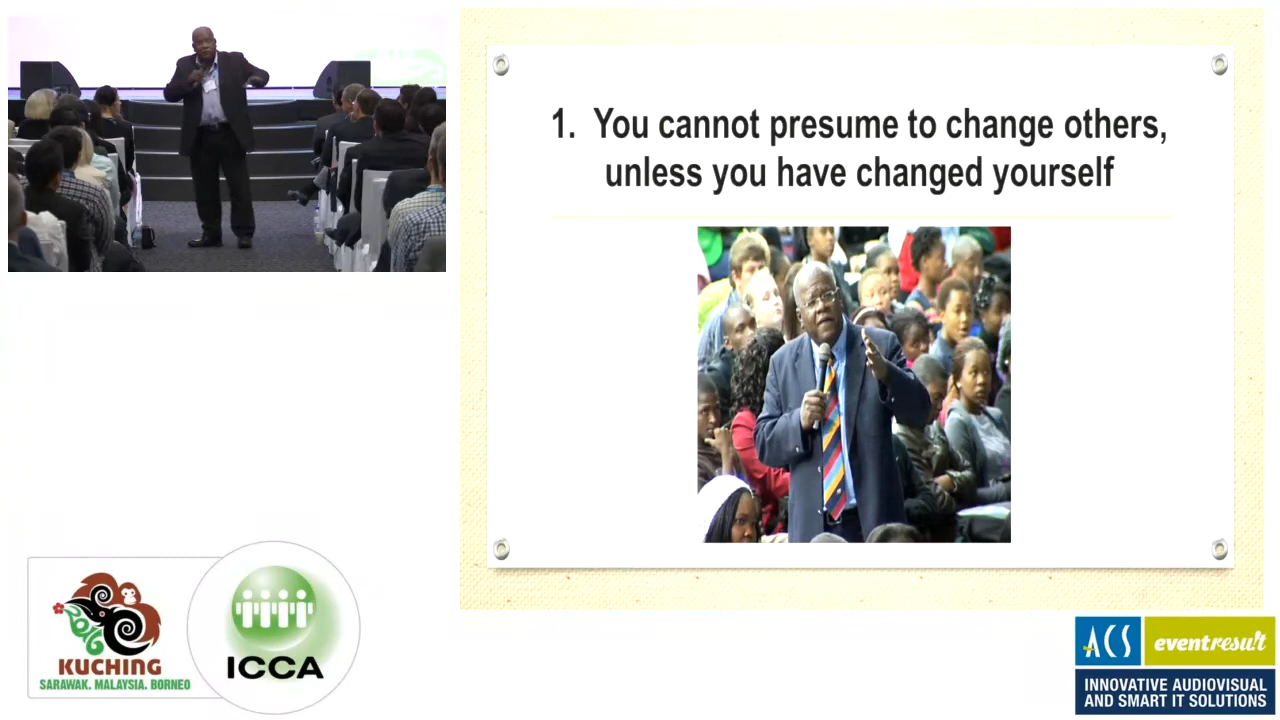 1. You cannot presume to change others,
unless you have changed yourself
2016
KUCHING
SARAWAK. MALAYSIA. BORNEO
ICCA
ACS
eventresult
INNOVATIVE AUDIOVISUAL
AND SMART IT SOLUTIONS